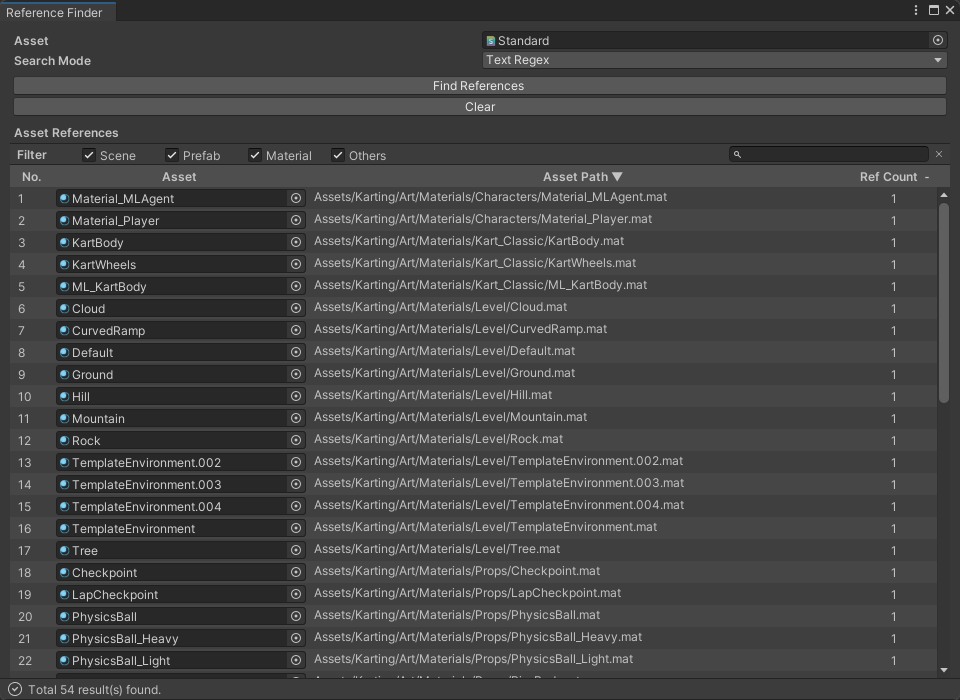 Reference Finder
Asset Standard
Search Mode Text Regex
Find References
Clear
Asset References
Filter Scene Prefab Material Others
No. Asset Asset Path ▼ Ref Count -
1 Material_MLAgent Assets/Karting/Art/Materials/Characters/Material_MLAgent.mat 1
2 Material_Player Assets/Karting/Art/Materials/Characters/Material_Player.mat 1
3 KartBody Assets/Karting/Art/Materials/Kart_Classic/KartBody.mat 1
4 KartWheels Assets/Karting/Art/Materials/Kart_Classic/KartWheels.mat 1
5 ML_KartBody Assets/Karting/Art/Materials/Kart_Classic/ML_KartBody.mat 1
6 Cloud Assets/Karting/Art/Materials/Level/Cloud.mat 1
7 CurvedRamp Assets/Karting/Art/Materials/Level/CurvedRamp.mat 1
8 Default Assets/Karting/Art/Materials/Level/Default.mat 1
9 Ground Assets/Karting/Art/Materials/Level/Ground.mat 1
10 Hill Assets/Karting/Art/Materials/Level/Hill.mat 1
11 Mountain Assets/Karting/Art/Materials/Level/Mountain.mat 1
12 Rock Assets/Karting/Art/Materials/Level/Rock.mat 1
13 TemplateEnvironment.002 Assets/Karting/Art/Materials/Level/TemplateEnvironment.002.mat 1
14 TemplateEnvironment.003 Assets/Karting/Art/Materials/Level/TemplateEnvironment.003.mat 1
15 TemplateEnvironment.004 Assets/Karting/Art/Materials/Level/TemplateEnvironment.004.mat 1
16 TemplateEnvironment Assets/Karting/Art/Materials/Level/TemplateEnvironment.mat 1
17 Tree Assets/Karting/Art/Materials/Level/Tree.mat 1
18 Checkpoint Assets/Karting/Art/Materials/Props/Checkpoint.mat 1
19 LapCheckpoint Assets/Karting/Art/Materials/Props/LapCheckpoint.mat 1
20 PhysicsBall Assets/Karting/Art/Materials/Props/PhysicsBall.mat 1
21 PhysicsBall_Heavy Assets/Karting/Art/Materials/Props/PhysicsBall_Heavy.mat 1
22 PhysicsBall_Light Assets/Karting/Art/Materials/Props/PhysicsBall_Light.mat 1
Total 54 result(s) found.